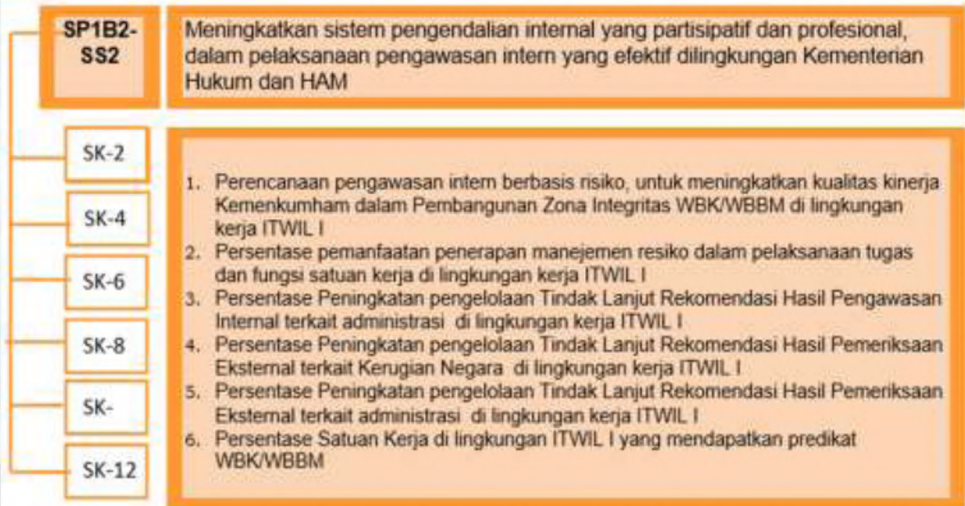 SP1B2-
SS2
Meningkatkan sistem pengendalian internal yang partisipatif dan profesional,
dalam pelaksanaan pengawasan intern yang efektif dilingkungan Kementerian
Hukum dan HAM
SK-2
SK-4
SK-6
SK-8
SK-
SK-12
1. Perencanaan pengawasan intern berbasis risiko, untuk meningkatkan kualitas kinerja
Kemenkumham dalam Pembangunan Zona Integritas WBK/WBBM di lingkungan
kerja ITWIL I
2. Persentase pemanfaatan penerapan manejemen resiko dalam pelaksanaan tugas
dan fungsi satuan kerja di lingkungan kerja ITWIL I
3. Persentase Peningkatan pengelolaan Tindak Lanjut Rekomendasi Hasil Pengawasan
Internal terkait administrasi di lingkungan kerja ITWIL I
4. Persentase Peningkatan pengelolaan Tindak Lanjut Rekomendasi Hasil Pemeriksaan
Eksternal terkait Kerugian Negara di lingkungan kerja ITWIL I
5. Persentase Peningkatan pengelolaan Tindak Lanjut Rekomendasi Hasil Pemeriksaan
Eksternal terkait administrasi di lingkungan kerja ITWIL I
6. Persentase Satuan Kerja di lingkungan ITWIL I yang mendapatkan predikat
WBK/WBBM